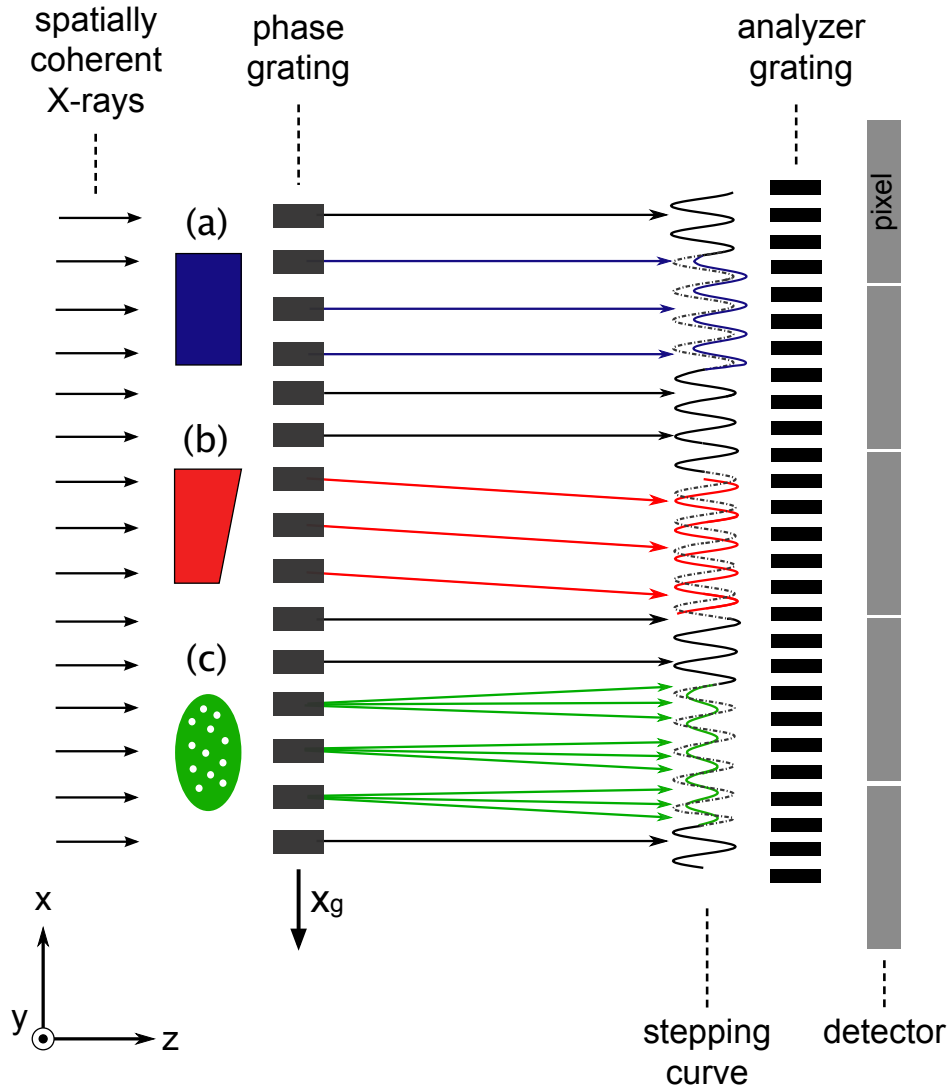 spatially
coherent
X-rays
phase
grating
analyzer
grating
pixel
(a)
(b)
(c)
xg
x
y
z
stepping
curve
detector